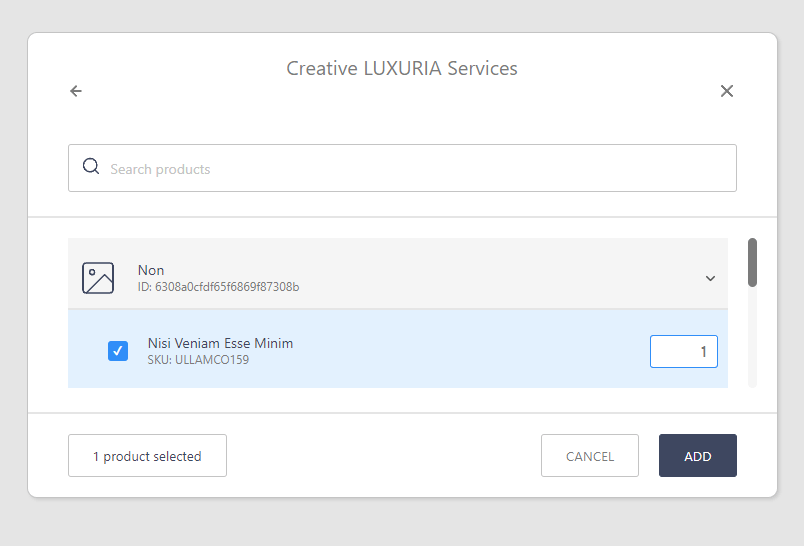 Creative LUXURIA Services
Search products
Non
ID: 6308a0cfdf65f6869f87308b
Nisi Veniam Esse Minim
SKU: ULLAMCO159
1
1 product selected
CANCEL
ADD